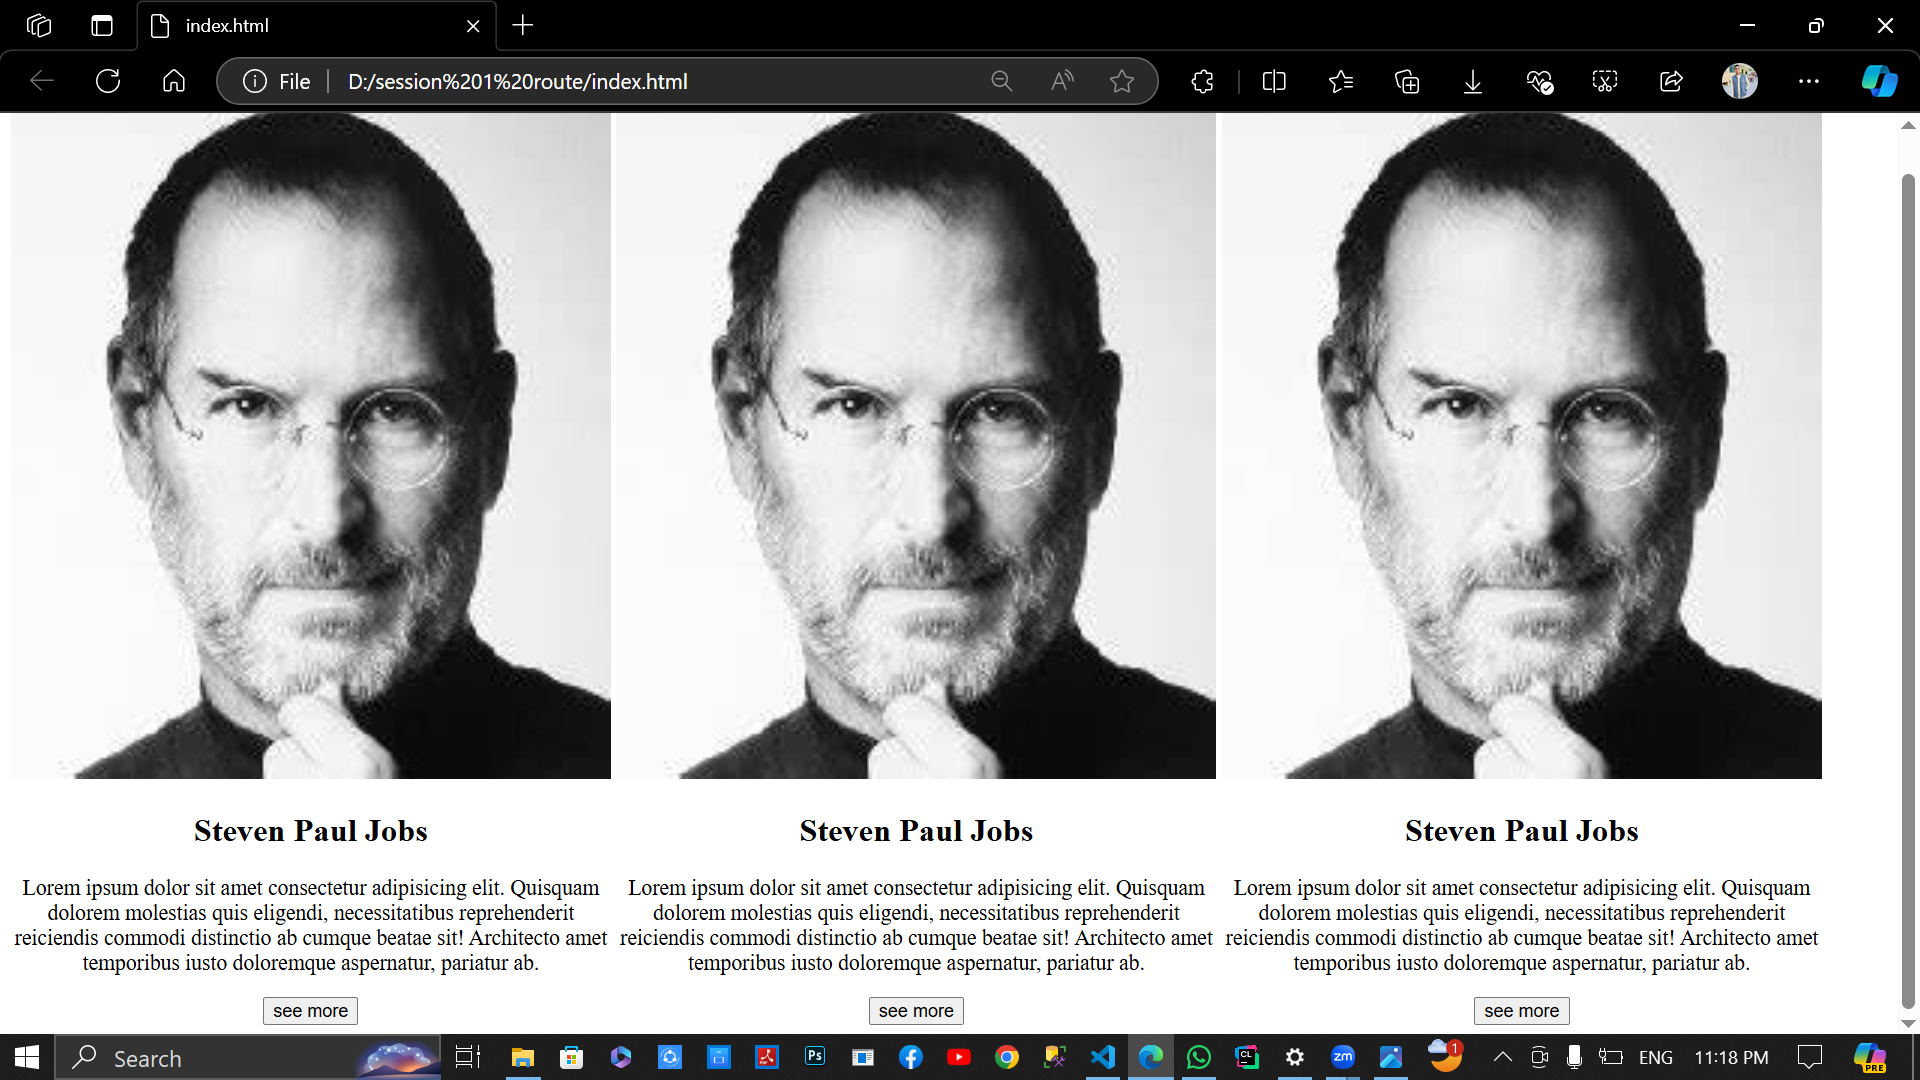 index.html
File
D:/session%201%20route/index.html
Steven Paul Jobs
Lorem ipsum dolor sit amet consectetur adipisicing elit. Quisquam
dolorem molestias quis eligendi, necessitatibus reprehenderit
reiciendis commodi distinctio ab cumque beatae sit! Architecto amet
temporibus iusto doloremque aspernatur, pariatur ab.
see more
Steven Paul Jobs
Lorem ipsum dolor sit amet consectetur adipisicing elit. Quisquam
dolorem molestias quis eligendi, necessitatibus reprehenderit
reiciendis commodi distinctio ab cumque beatae sit! Architecto amet
temporibus iusto doloremque aspernatur, pariatur ab.
see more
Steven Paul Jobs
Lorem ipsum dolor sit amet consectetur adipisicing elit. Quisquam
dolorem molestias quis eligendi, necessitatibus reprehenderit
reiciendis commodi distinctio ab cumque beatae sit! Architecto amet
temporibus iusto doloremque aspernatur, pariatur ab.
see more
Search
Ps
CL
zm
1
ENG
11:18 PM
PRE